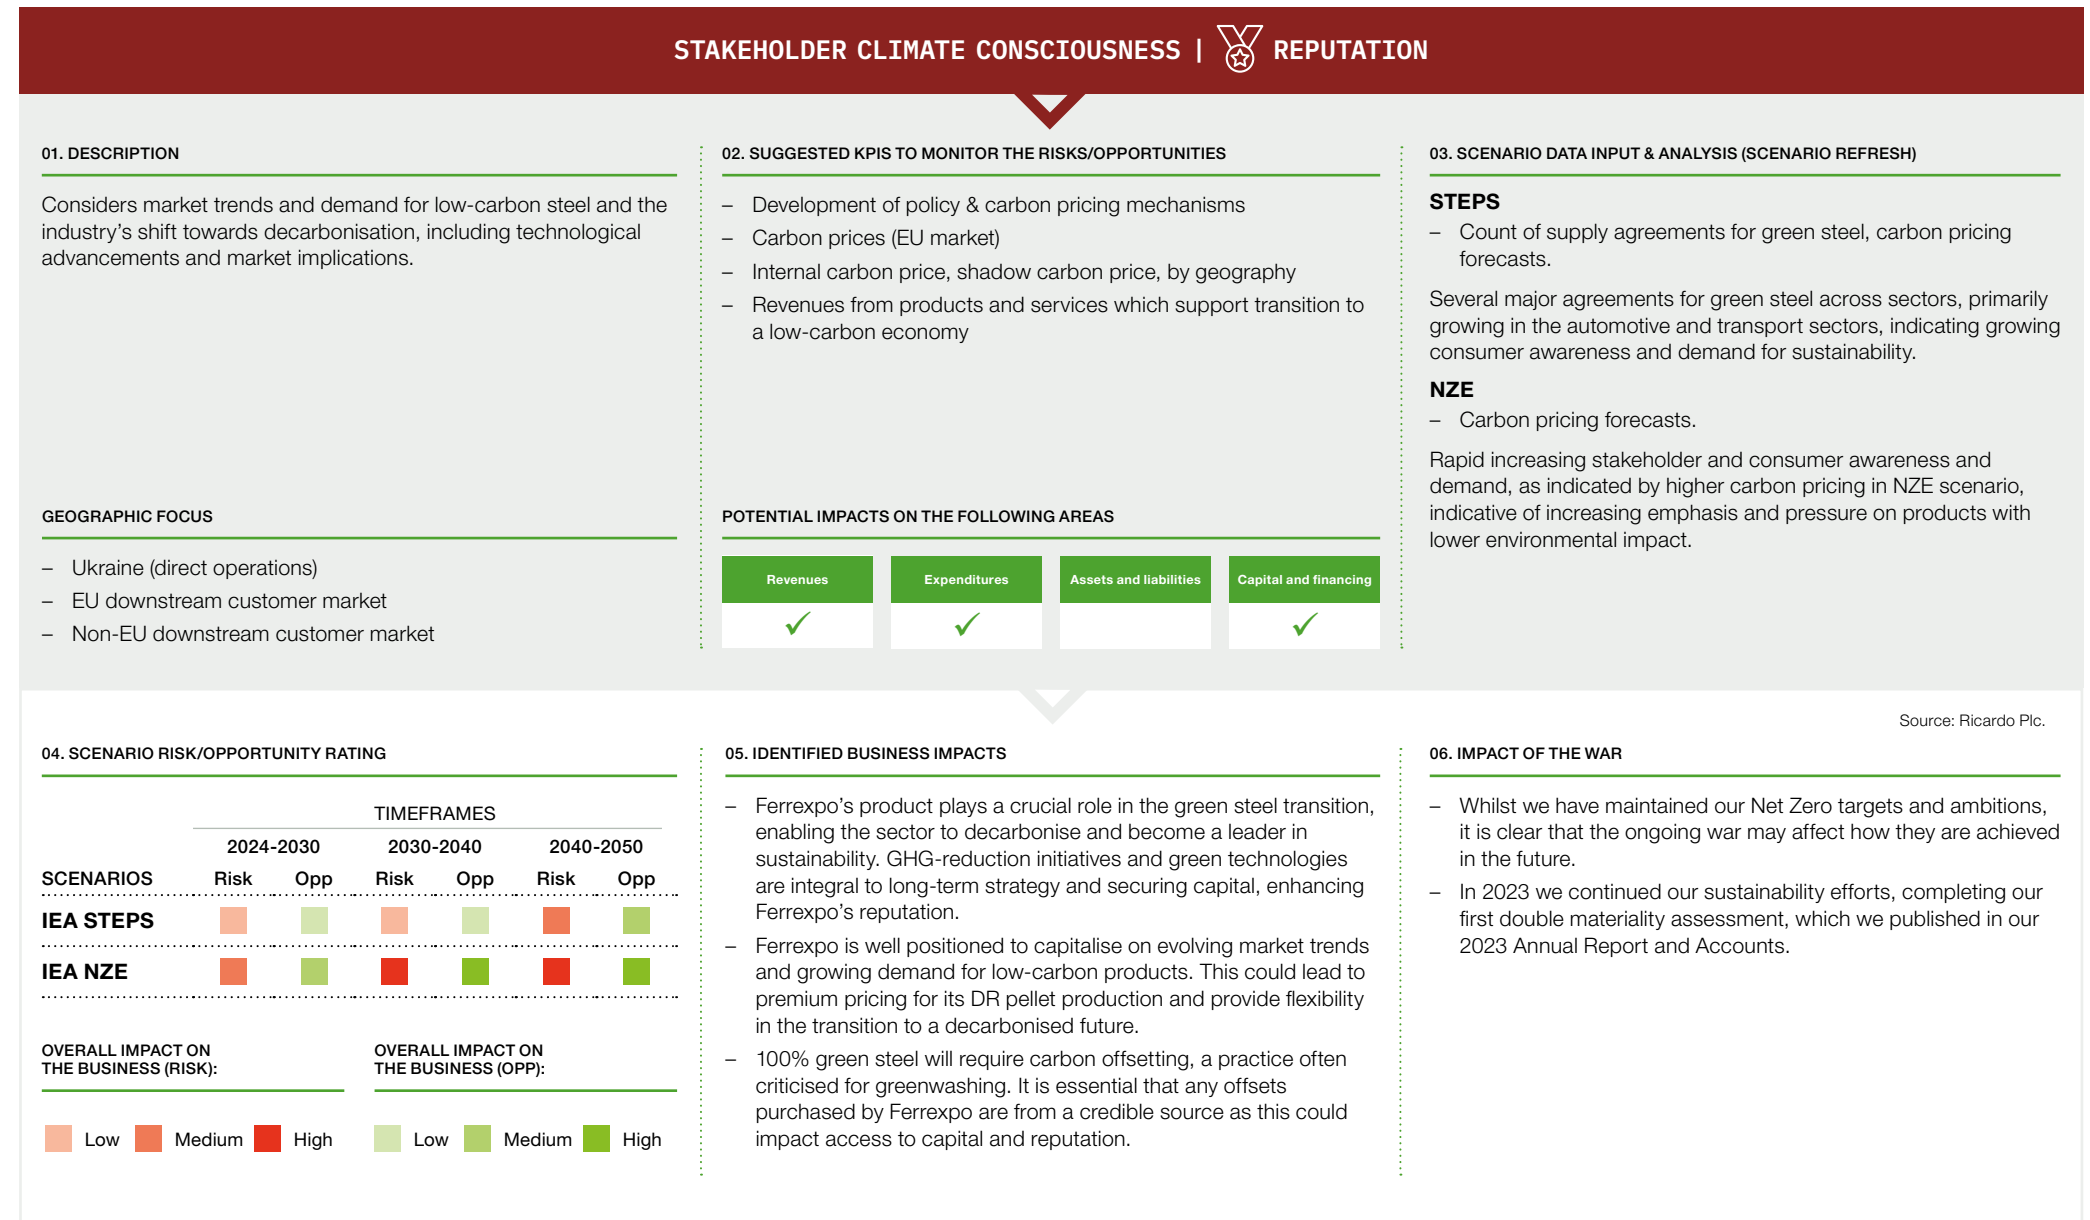 STAKEHOLDER CLIMATE CONSCIOUSNESS | REPUTATION
01. DESCRIPTION
Considers market trends and demand for low-carbon steel and the
industry's shift towards decarbonisation, including technological
advancements and market implications.
GEOGRAPHIC FOCUS
– Ukraine (direct operations)
– EU downstream customer market
– Non-EU downstream customer market
02. SUGGESTED KPIS TO MONITOR THE RISKS/OPPORTUNITIES
– Development of policy & carbon pricing mechanisms
– Carbon prices (EU market)
– Internal carbon price, shadow carbon price, by geography
– Revenues from products and services which support transition to
a low-carbon economy
POTENTIAL IMPACTS ON THE FOLLOWING AREAS
Revenues Expenditures Assets and liabilities Capital and financing
✓ ✓ ✓
03. SCENARIO DATA INPUT & ANALYSIS (SCENARIO REFRESH)
STEPS
– Count of supply agreements for green steel, carbon pricing
forecasts.
Several major agreements for green steel across sectors, primarily
growing in the automotive and transport sectors, indicating growing
consumer awareness and demand for sustainability.
NZE
– Carbon pricing forecasts.
Rapid increasing stakeholder and consumer awareness and
demand, as indicated by higher carbon pricing in NZE scenario,
indicative of increasing emphasis and pressure on products with
lower environmental impact.
Source: Ricardo Plc.
04. SCENARIO RISK/OPPORTUNITY RATING
TIMEFRAMES
2024-2030 2030-2040 2040-2050
SCENARIOS Risk Opp Risk Opp Risk Opp
IEA STEPS
IEA NZE
OVERALL IMPACT ON
THE BUSINESS (RISK):
Low Medium High
OVERALL IMPACT ON
THE BUSINESS (OPP):
Low Medium High
05. IDENTIFIED BUSINESS IMPACTS
– Ferrexpo's product plays a crucial role in the green steel transition,
enabling the sector to decarbonise and become a leader in
sustainability. GHG-reduction initiatives and green technologies
are integral to long-term strategy and securing capital, enhancing
Ferrexpo's reputation.
– Ferrexpo is well positioned to capitalise on evolving market trends
and growing demand for low-carbon products. This could lead to
premium pricing for its DR pellet production and provide flexibility
in the transition to a decarbonised future.
– 100% green steel will require carbon offsetting, a practice often
criticised for greenwashing. It is essential that any offsets
purchased by Ferrexpo are from a credible source as this could
impact access to capital and reputation.
06. IMPACT OF THE WAR
– Whilst we have maintained our Net Zero targets and ambitions,
it is clear that the ongoing war may affect how they are achieved
in the future.
– In 2023 we continued our sustainability efforts, completing our
first double materiality assessment, which we published in our
2023 Annual Report and Accounts.